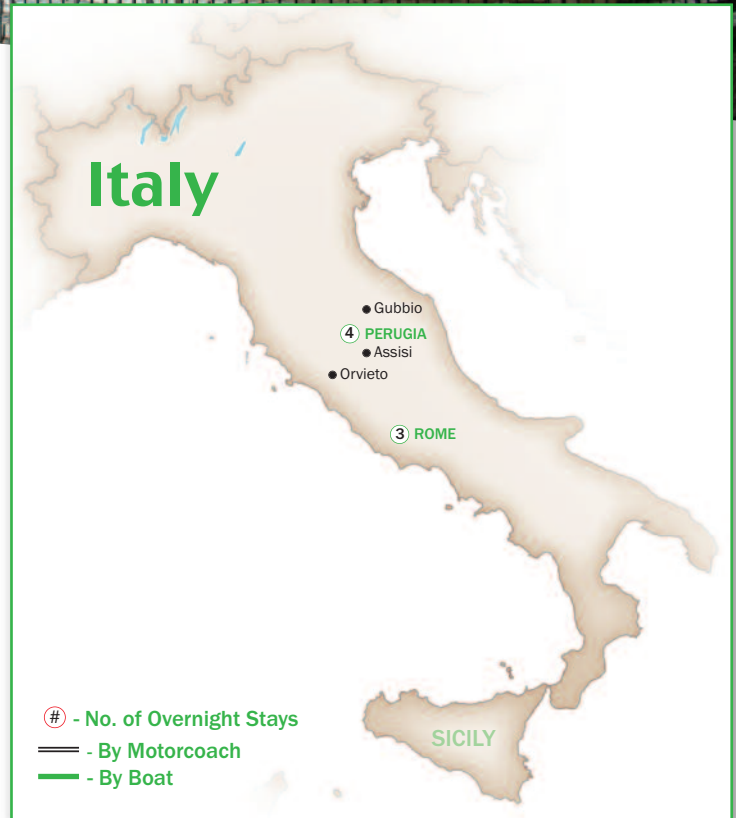 Italy
Gubbio
4 PERUGIA
Assisi
Orvieto
3 ROME
SICILY
# - No. of Overnight Stays
- By Motorcoach
- By Boat